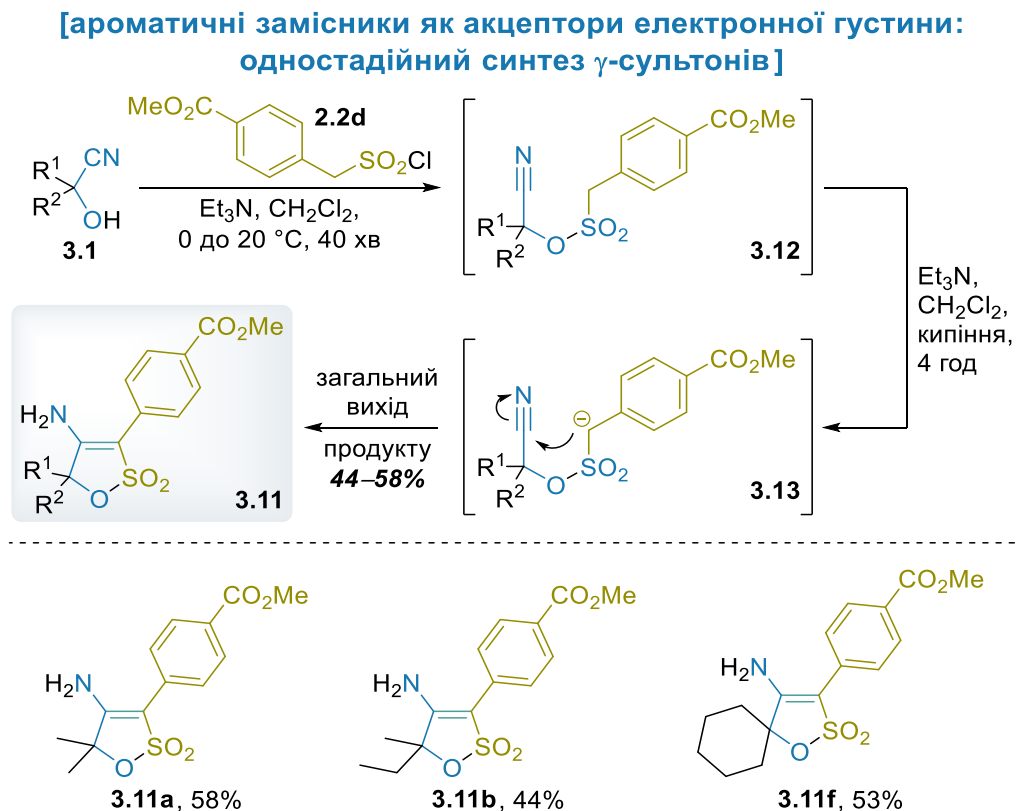 [ароматичні замісники як акцептори електронної густини:
одностадійний синтез γ-сультонів]
MeO₂C
2.2d
SO₂Cl
R¹
CN
R²
OH
3.1
Et₃N, CH₂Cl₂,
0 до 20 °C, 40 хв
CO₂Me
N
R¹
R²
O
S
O₂
3.12
Et₃N,
CH₂Cl₂,
кипіння,
4 год
CO₂Me
N
R¹
R²
O
S
O₂
3.13
загальний
вихід
продукту
44–58%
CO₂Me
H₂N
R¹
R²
O
SO₂
3.11
CO₂Me
H₂N
O
SO₂
3.11a, 58%
CO₂Me
H₂N
O
SO₂
3.11b, 44%
CO₂Me
H₂N
O
SO₂
3.11f, 53%